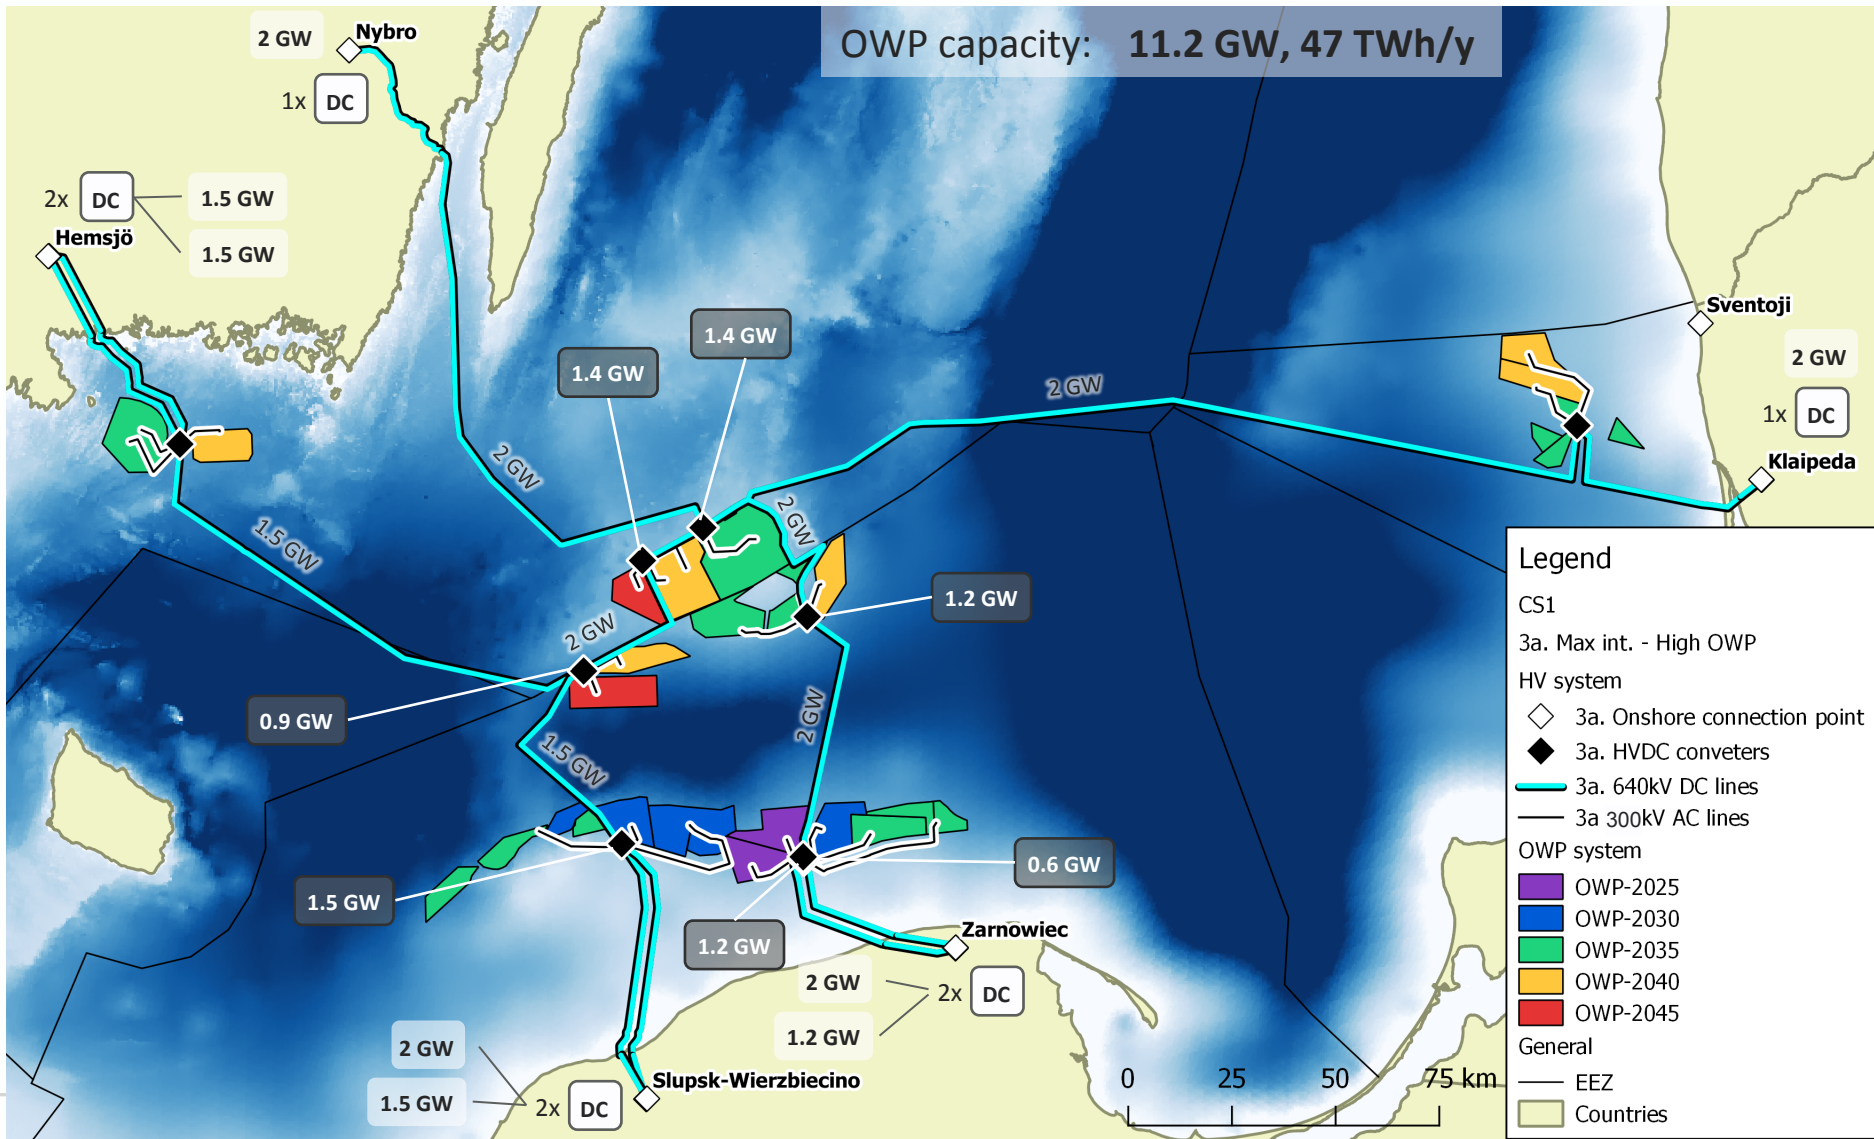 OWP capacity: 11.2 GW, 47 TWh/y
Nybro
2 GW
1x DC
2x DC
1.5 GW
1.5 GW
Hemsjö
1.4 GW
1.4 GW
2 GW
2 GW
2 GW
1.5 GW
2 GW
1.2 GW
0.9 GW
1.5 GW
2 GW
1.5 GW
0.6 GW
1.2 GW
Sventoji
2 GW
1x DC
Klaipeda
Zarnowiec
2 GW
2x DC
1.2 GW
2 GW
1.5 GW
2x DC
Slupsk-Wierzbiecino
0 25 50 75 km
Legend
CS1
3a. Max int. - High OWP
HV system
3a. Onshore connection point
3a. HVDC conveters
3a. 640kV DC lines
3a 300kV AC lines
OWP system
OWP-2025
OWP-2030
OWP-2035
OWP-2040
OWP-2045
General
EEZ
Countries